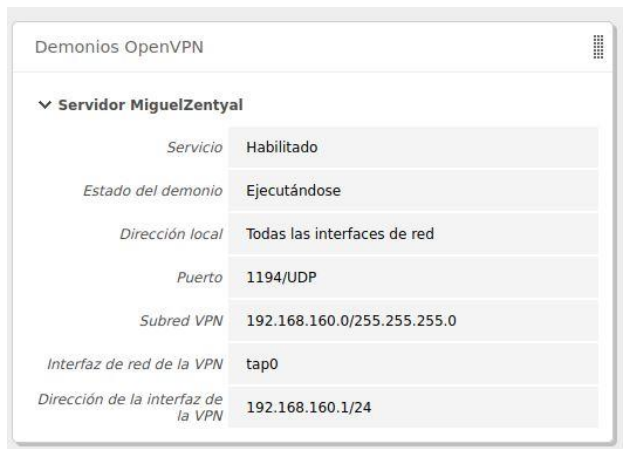 Demonios OpenVPN
Servidor MiguelZentyal
Servicio Habilitado
Estado del demonio Ejecutándose
Dirección local Todas las interfaces de red
Puerto 1194/UDP
Subred VPN 192.168.160.0/255.255.255.0
Interfaz de red de la VPN tap0
Dirección de la interfaz de
la VPN 192.168.160.1/24